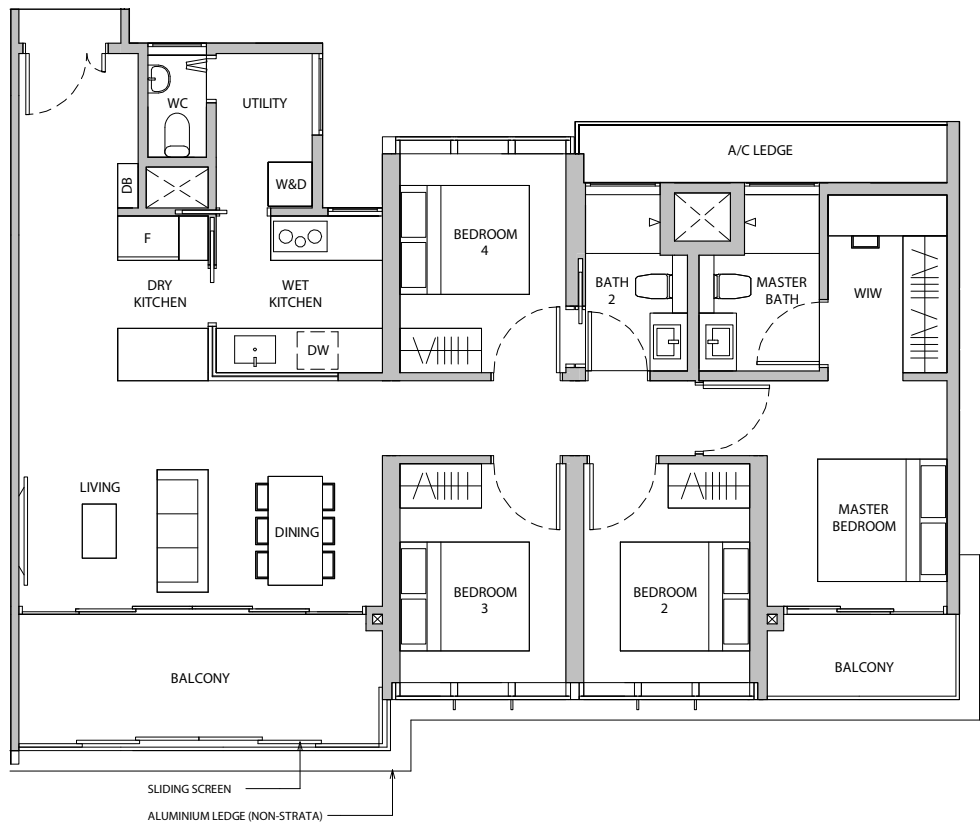 WC
UTILITY
A/C LEDGE
DB
W&D
F
BEDROOM
4
DRY
KITCHEN
WET
KITCHEN
BATH
2
MASTER
BATH
WIW
DW
LIVING
DINING
MASTER
BEDROOM
BEDROOM
3
BEDROOM
2
BALCONY
BALCONY
SLIDING SCREEN
ALUMINIUM LEDGE (NON-STRATA)